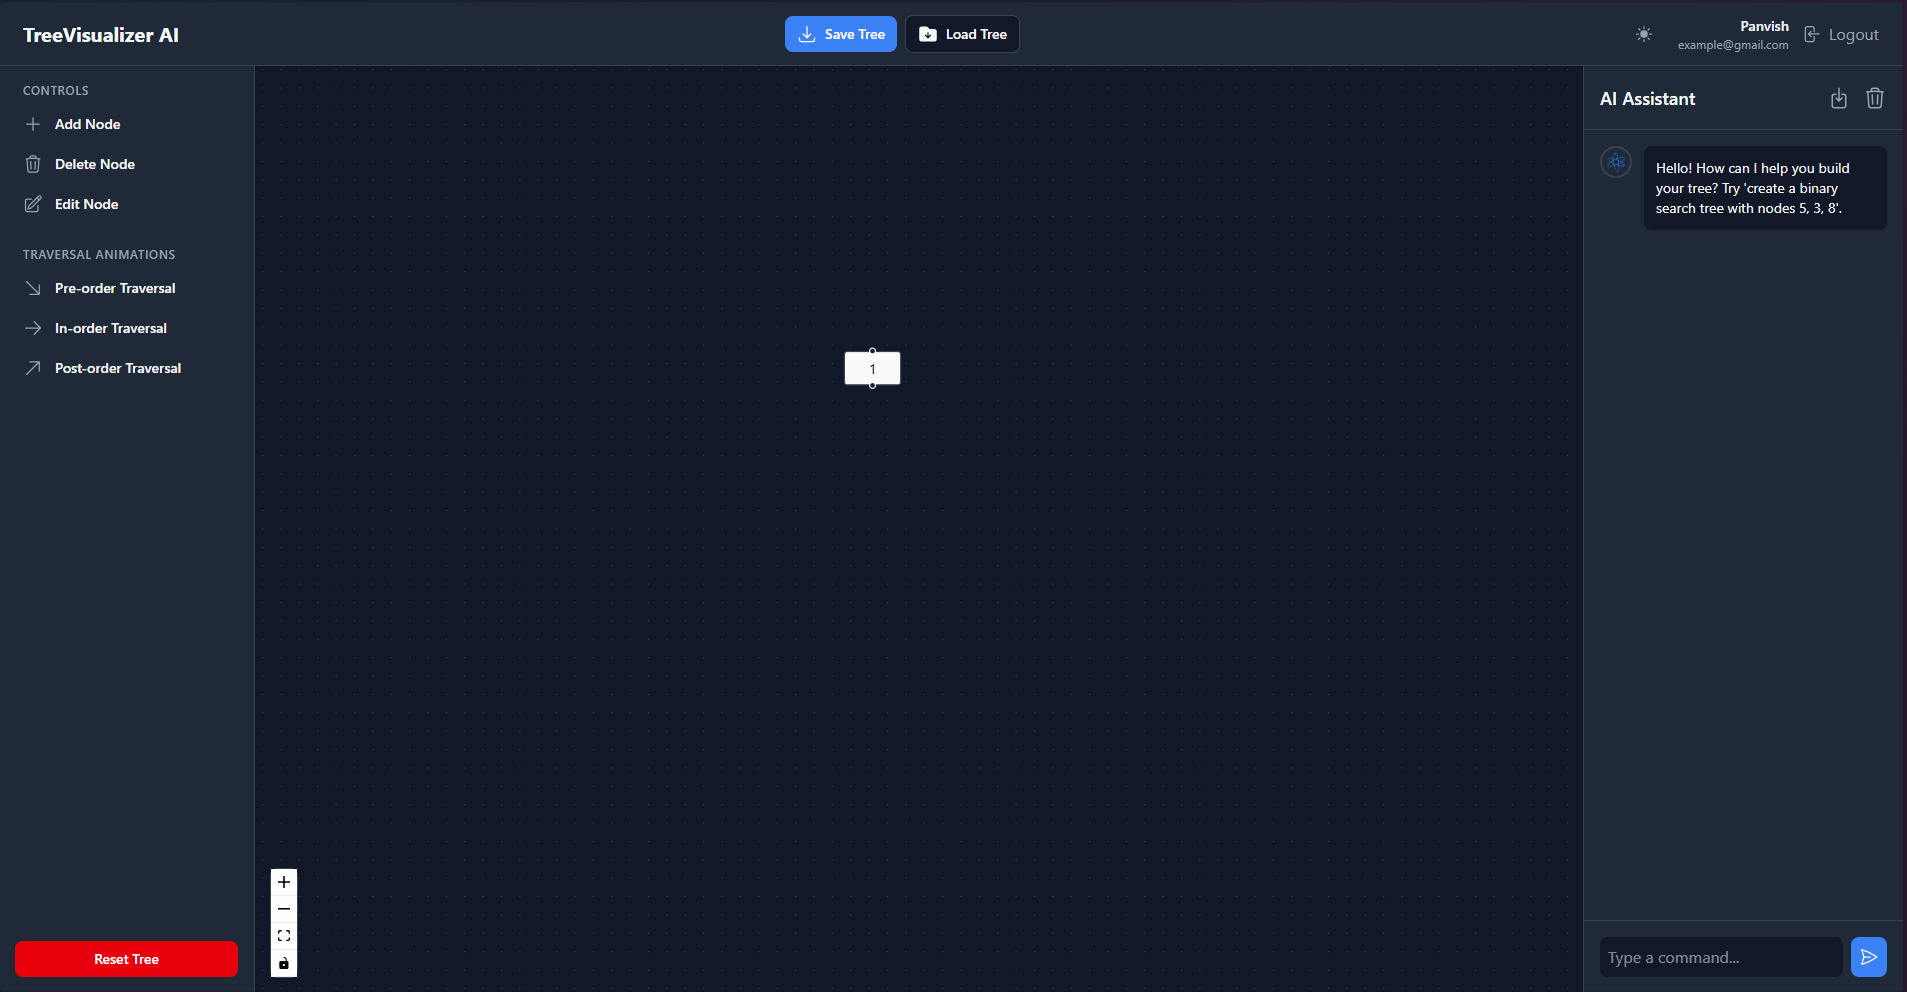 TreeVisualizer AI
Save Tree
Load Tree
Panvish
example@gmail.com
Logout
CONTROLS
Add Node
Delete Node
Edit Node
TRAVERSAL ANIMATIONS
Pre-order Traversal
In-order Traversal
Post-order Traversal
Reset Tree
1
AI Assistant
Hello! How can I help you build
your tree? Try 'create a binary
search tree with nodes 5, 3, 8'.
Type a command...